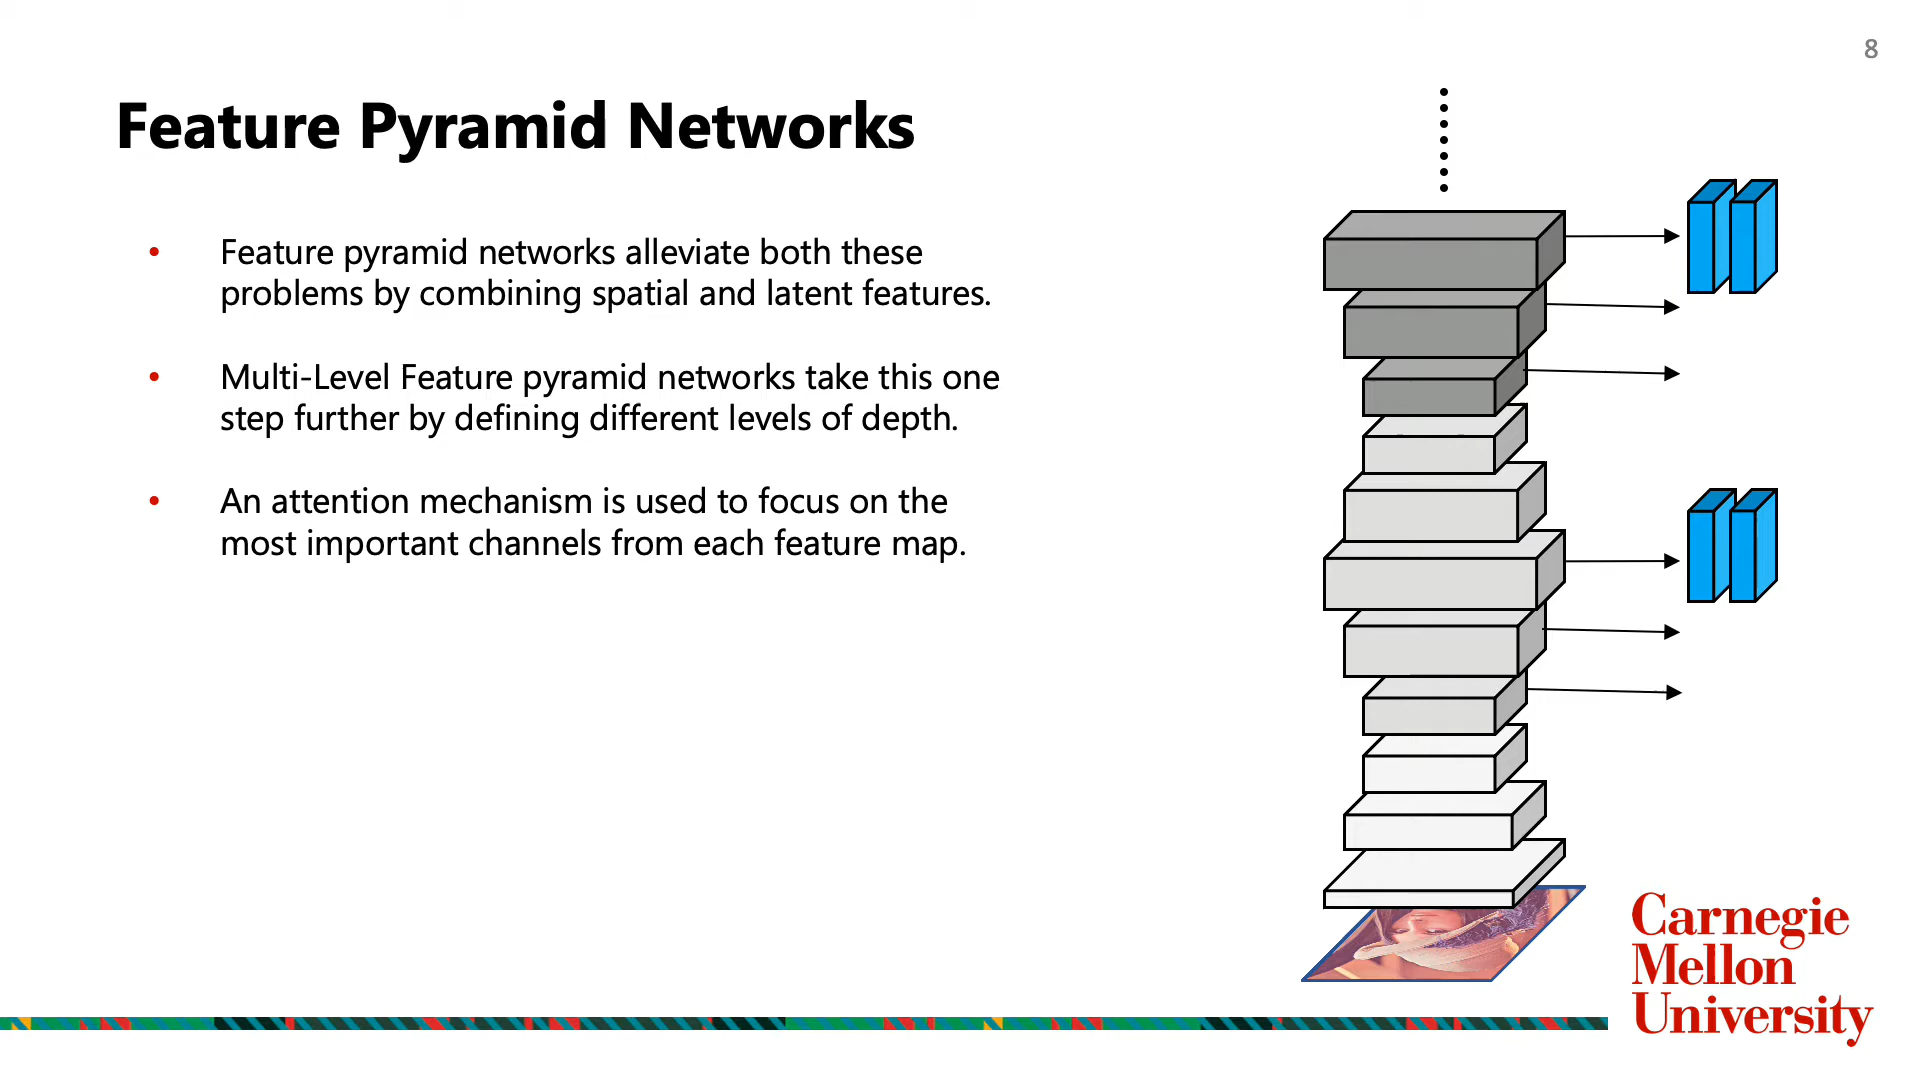 8
Feature Pyramid Networks
• Feature pyramid networks alleviate both these
problems by combining spatial and latent features.
• Multi-Level Feature pyramid networks take this one
step further by defining different levels of depth.
• An attention mechanism is used to focus on the
most important channels from each feature map.
Carnegie
Mellon
University